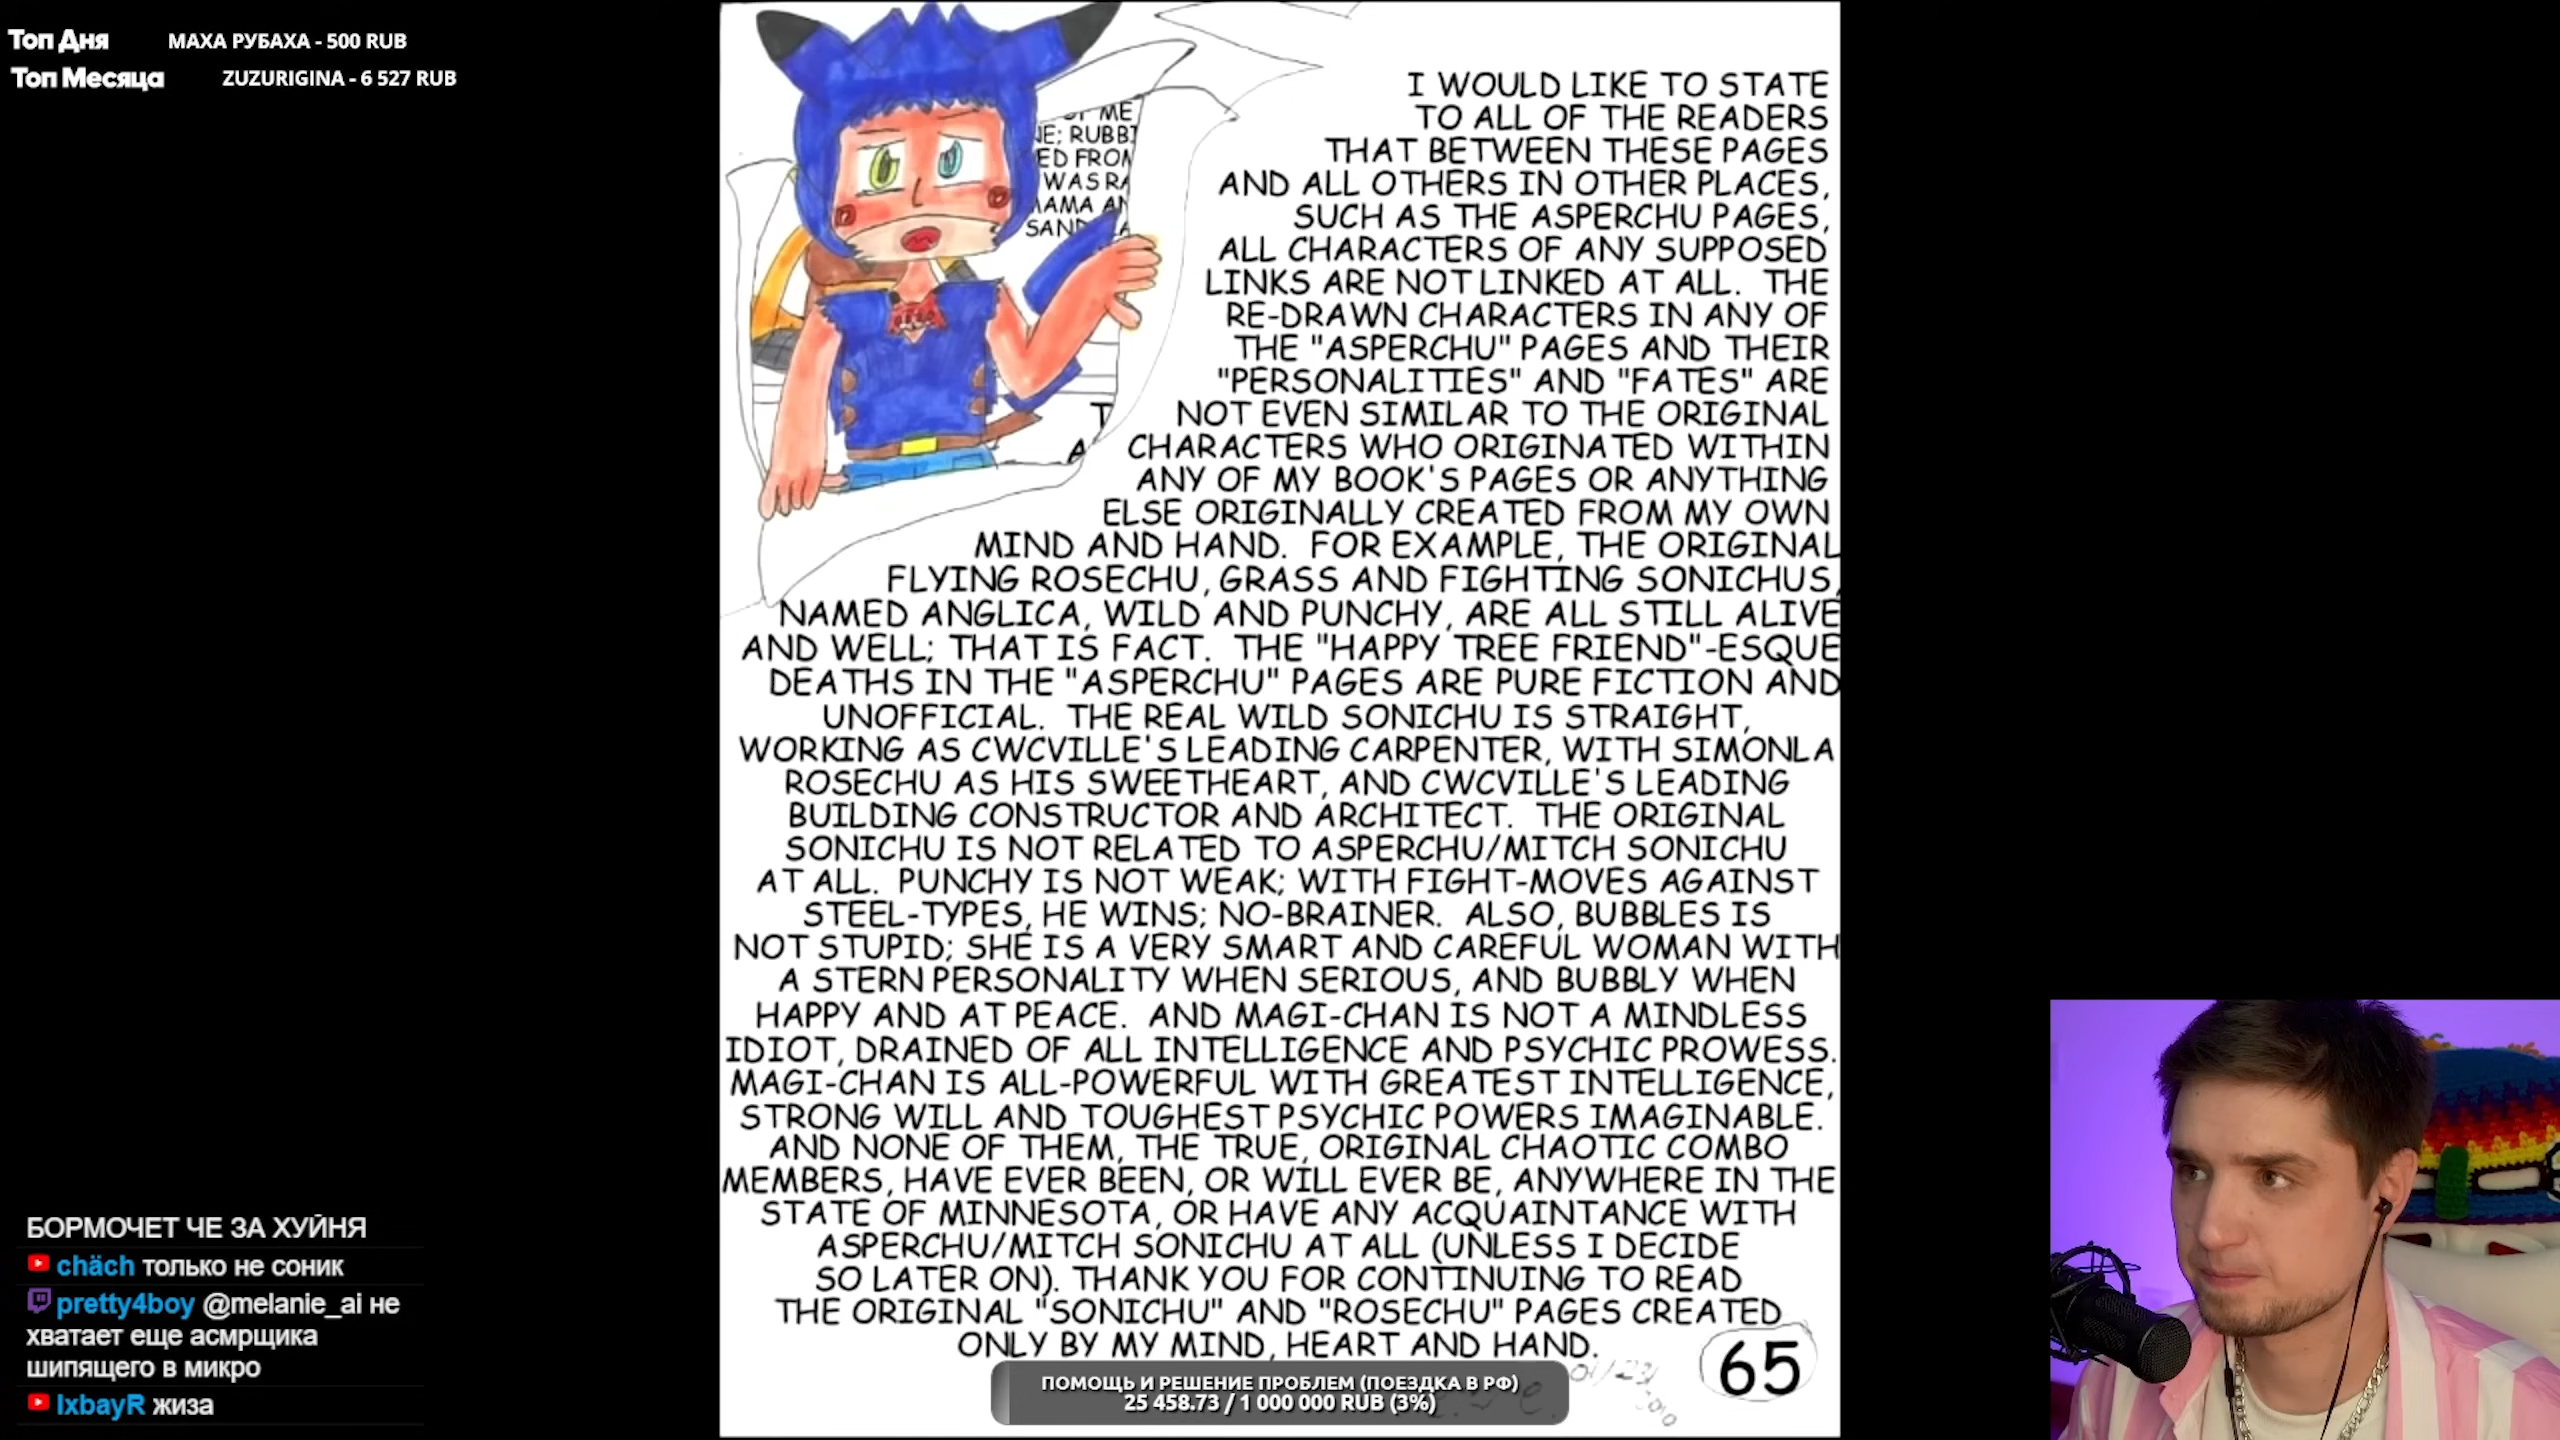 Топ Дня МАХА РУБАХА - 500 RUB
Топ Месяца ZUZURIGINA - 6 527 RUB
OF ME
NE; RUBB
ED FROM
WAS RA
MAMA AN
SAND
T
A
I WOULD LIKE TO STATE
TO ALL OF THE READERS
THAT BETWEEN THESE PAGES
AND ALL OTHERS IN OTHER PLACES,
SUCH AS THE ASPERCHU PAGES,
ALL CHARACTERS OF ANY SUPPOSED
LINKS ARE NOT LINKED AT ALL. THE
RE-DRAWN CHARACTERS IN ANY OF
THE "ASPERCHU" PAGES AND THEIR
"PERSONALITIES" AND "FATES" ARE
NOT EVEN SIMILAR TO THE ORIGINAL
CHARACTERS WHO ORIGINATED WITHIN
ANY OF MY BOOK'S PAGES OR ANYTHING
ELSE ORIGINALLY CREATED FROM MY OWN
MIND AND HAND. FOR EXAMPLE, THE ORIGINAL
FLYING ROSECHU, GRASS AND FIGHTING SONICHUS,
NAMED ANGLICA, WILD AND PUNCHY, ARE ALL STILL ALIVE
AND WELL; THAT IS FACT. THE "HAPPY TREE FRIEND"-ESQUE
DEATHS IN THE "ASPERCHU" PAGES ARE PURE FICTION AND
UNOFFICIAL. THE REAL WILD SONICHU IS STRAIGHT,
WORKING AS CWCVILLE'S LEADING CARPENTER, WITH SIMONLA
ROSECHU AS HIS SWEETHEART, AND CWCVILLE'S LEADING
BUILDING CONSTRUCTOR AND ARCHITECT. THE ORIGINAL
SONICHU IS NOT RELATED TO ASPERCHU/MITCH SONICHU
AT ALL. PUNCHY IS NOT WEAK; WITH FIGHT-MOVES AGAINST
STEEL-TYPES, HE WINS; NO-BRAINER. ALSO, BUBBLES IS
NOT STUPID; SHE IS A VERY SMART AND CAREFUL WOMAN WITH
A STERN PERSONALITY WHEN SERIOUS, AND BUBBLY WHEN
HAPPY AND AT PEACE. AND MAGI-CHAN IS NOT A MINDLESS
IDIOT, DRAINED OF ALL INTELLIGENCE AND PSYCHIC PROWESS.
MAGI-CHAN IS ALL-POWERFUL WITH GREATEST INTELLIGENCE,
STRONG WILL AND TOUGHEST PSYCHIC POWERS IMAGINABLE.
AND NONE OF THEM, THE TRUE, ORIGINAL CHAOTIC COMBO
MEMBERS, HAVE EVER BEEN, OR WILL EVER BE, ANYWHERE IN THE
STATE OF MINNESOTA, OR HAVE ANY ACQUAINTANCE WITH
ASPERCHU/MITCH SONICHU AT ALL (UNLESS I DECIDE
SO LATER ON). THANK YOU FOR CONTINUING TO READ
THE ORIGINAL "SONICHU" AND "ROSECHU" PAGES CREATED
ONLY BY MY MIND, HEART AND HAND.
65
БОРМОЧЕТ ЧЕ ЗА ХУЙНЯ
chäch только не соник
pretty4boy @melanie_ai не
хватает еще асмрщика
шипящего в микро
IxbayR жиза
ПОМОЩЬ И РЕШЕНИЕ ПРОБЛЕМ (ПОЕЗДКА В РФ)
25 458.73 / 1 000 000 RUB (3%)